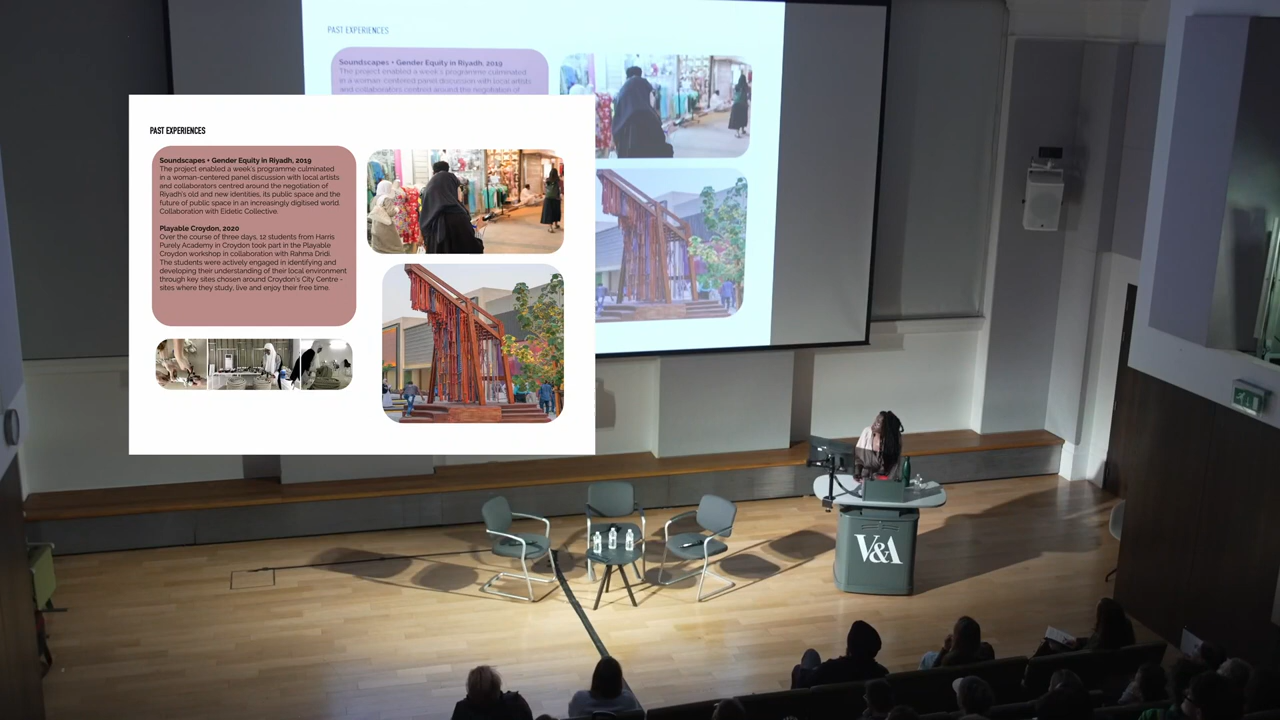 PAST EXPERIENCES
Soundscapes + Gender Equity in Riyadh, 2019
The project enabled a week's programme culminated
in a woman-centered panel discussion with local artists
and collaborators centred around the negotiation of
PAST EXPERIENCES
Soundscapes + Gender Equity in Riyadh, 2019
The project enabled a week's programme culminated
in a woman-centered panel discussion with local artists
and collaborators centred around the negotiation of
Riyadh's old and new identities, its public space and the
future of public space in an increasingly digitised world.
Collaboration with Eidetic Collective.
Playable Croydon, 2020
Over the course of three days, 12 students from Harris
Purely Academy in Croydon took part in the Playable
Croydon workshop in collaboration with Rahma Dridi.
The students were actively engaged in identifying and
developing their understanding of their local environment
through key sites chosen around Croydon's City Centre -
sites where they study, live and enjoy their free time.
V&A